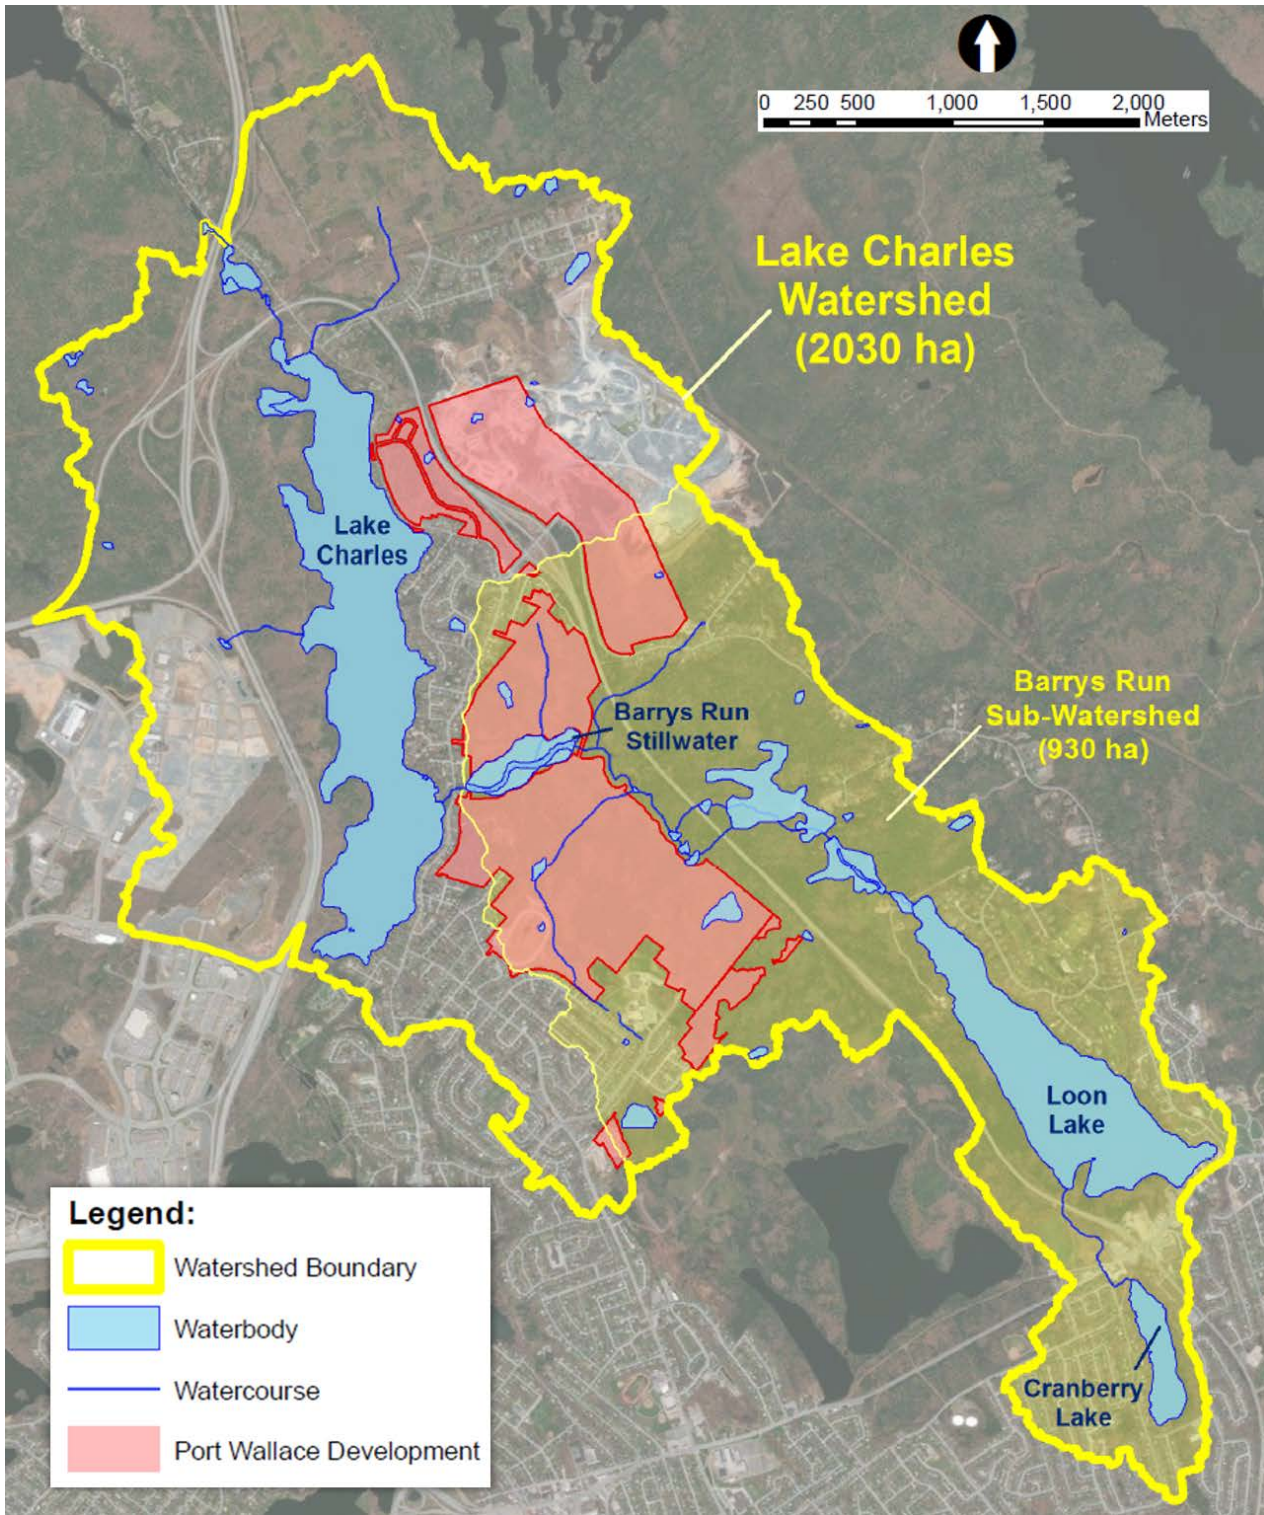 0 250 500 1,000 1,500 2,000
Meters
Lake Charles
Watershed
(2030 ha)
Lake
Charles
Barrys Run
Sub-Watershed
(930 ha)
Barrys Run
Stillwater
Loon
Lake
Cranberry
Lake
Legend:
Watershed Boundary
Waterbody
Watercourse
Port Wallace Development